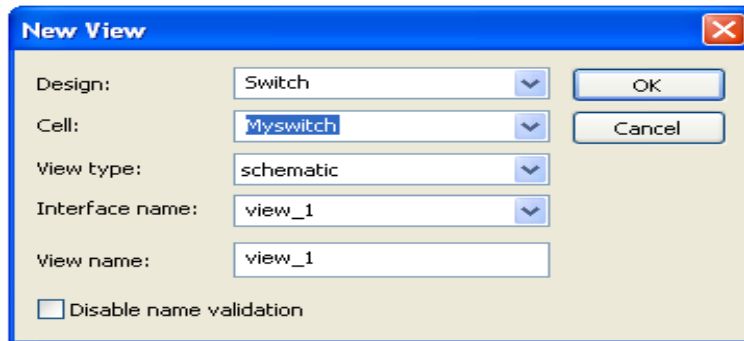 New View
Design: Switch OK
Cell: Myswitch Cancel
View type: schematic
Interface name: view_1
View name: view_1
Disable name validation